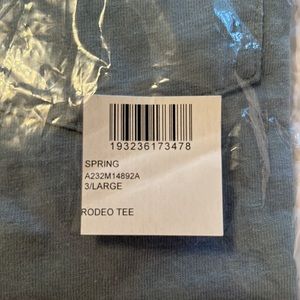 193236173478
SPRING
A232M14892A
3/LARGE
RODEO TEE